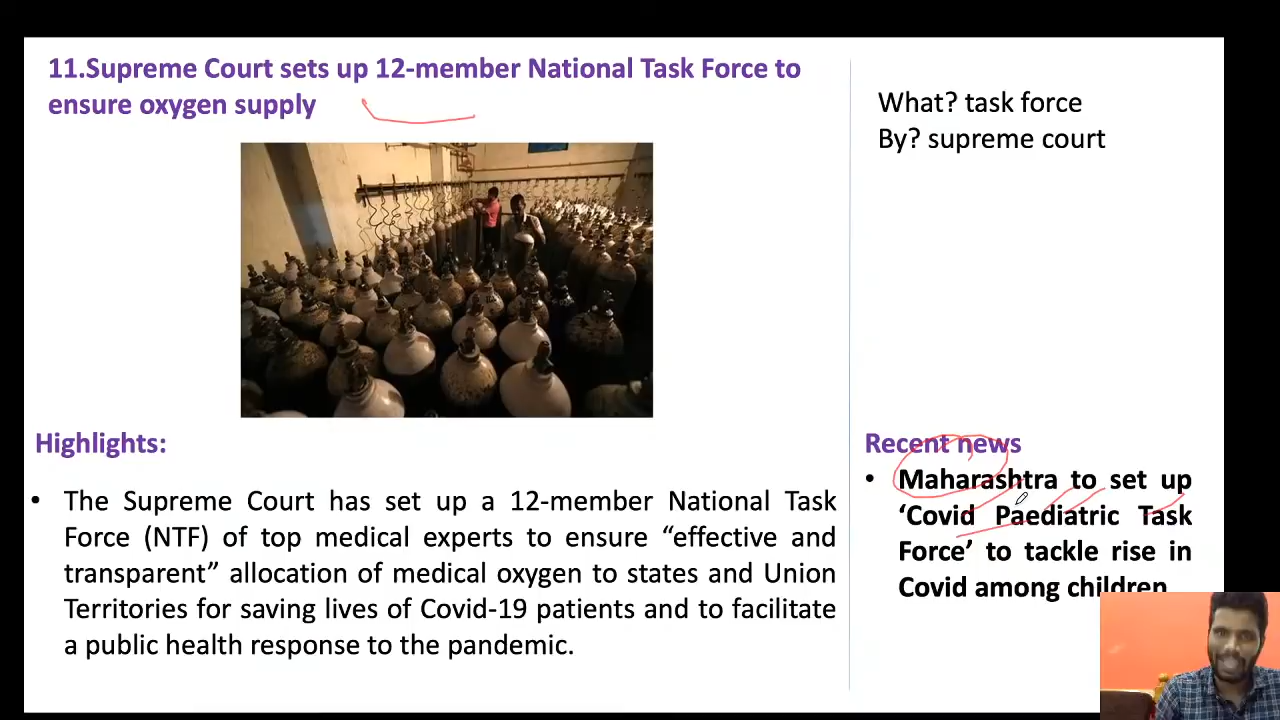 11.Supreme Court sets up 12-member National Task Force to
ensure oxygen supply
What? task force
By? supreme court
Highlights:
• The Supreme Court has set up a 12-member National Task
Force (NTF) of top medical experts to ensure “effective and
transparent” allocation of medical oxygen to states and Union
Territories for saving lives of Covid-19 patients and to facilitate
a public health response to the pandemic.
Recent news
• Maharashtra to set up
‘Covid Paediatric Task
Force’ to tackle rise in
Covid among children